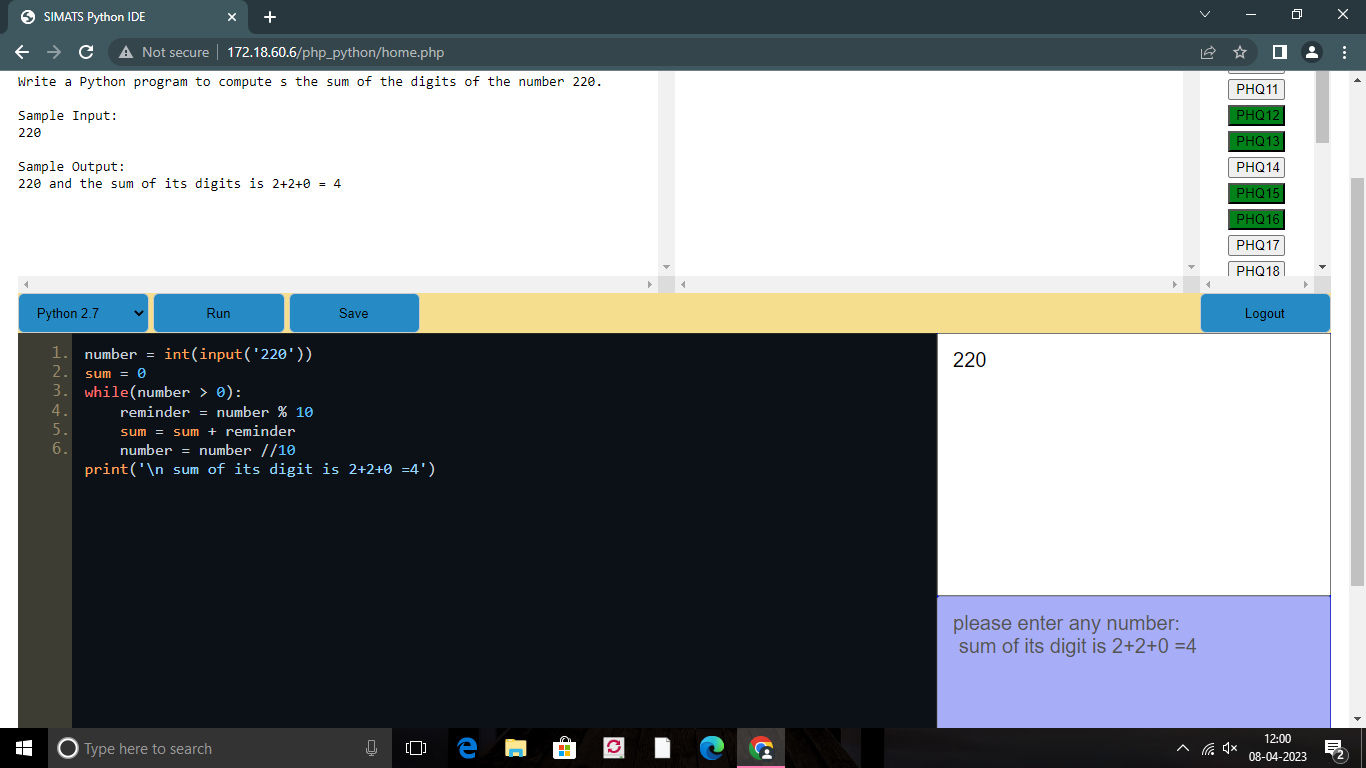 SIMATS Python IDE
Not secure
172.18.60.6/php_python/home.php
Write a Python program to compute s the sum of the digits of the number 220.
Sample Input:
220
Sample Output:
220 and the sum of its digits is 2+2+0 = 4
PHQ11
PHQ12
PHQ13
PHQ14
PHQ15
PHQ16
PHQ17
PHQ18
Python 2.7
Run
Save
Logout
1. number = int(input('220'))
2. sum = 0
3. while(number > 0):
4. reminder = number % 10
5. sum = sum + reminder
6. number = number //10
print('\n sum of its digit is 2+2+0 =4')
220
please enter any number:
sum of its digit is 2+2+0 =4
Type here to search
12:00
08-04-2023
2